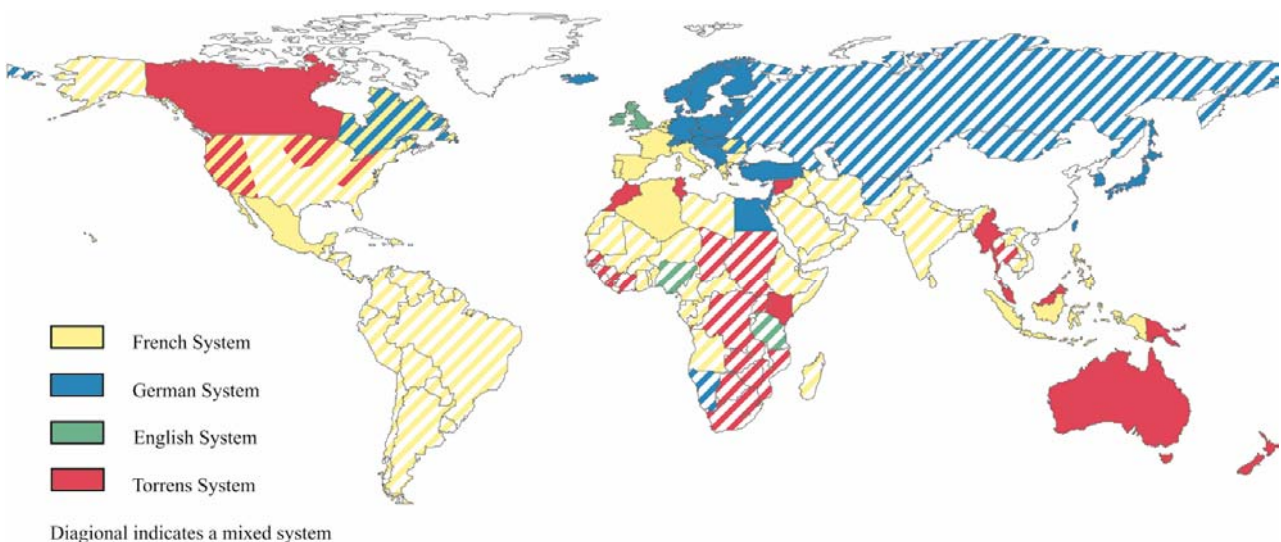 French System
German System
English System
Torrens System
Diagional indicates a mixed system